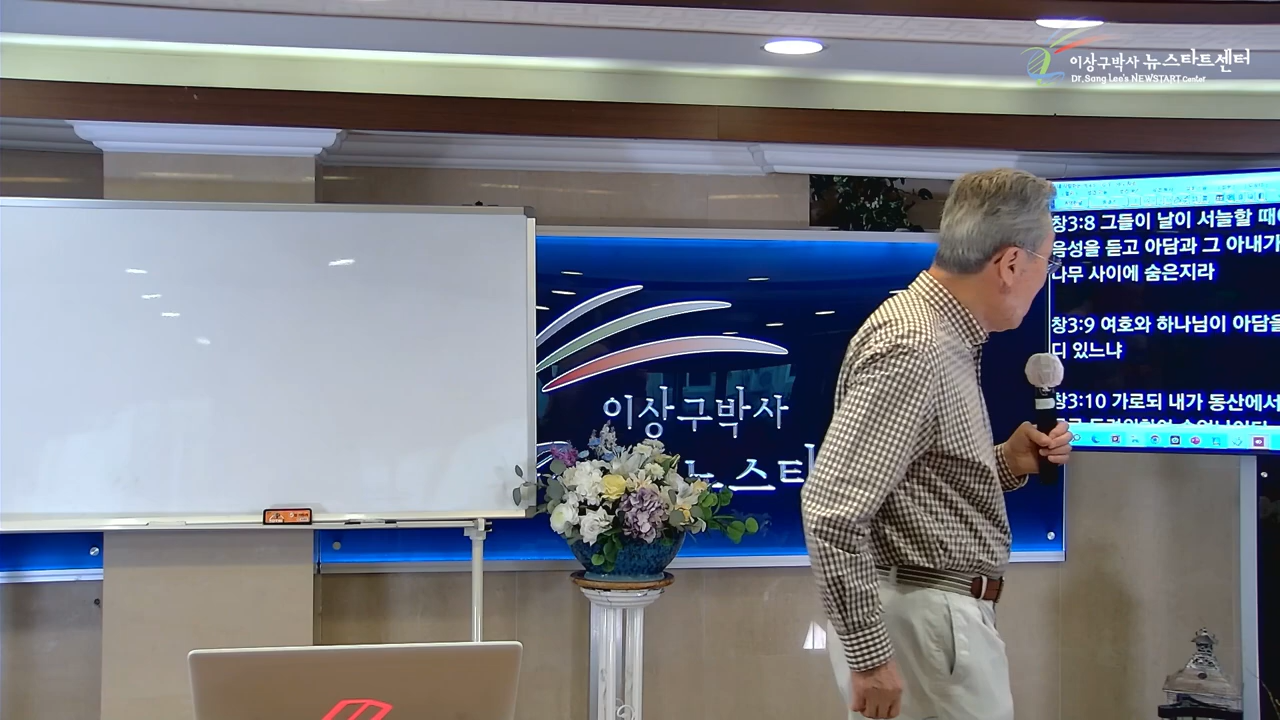 이상구박사 뉴스타트센터
Dr. Sang Lee's NEWSTART Center
창3:8 그들이 날이 서늘할 때
음성을 듣고 아담과 그 아내가
나무 사이에 숨은지라
창3:9 여호와 하나님이 아담을
디 있느냐
창3:10 가로되 내가 동산에서
이상구박사
뉴스타